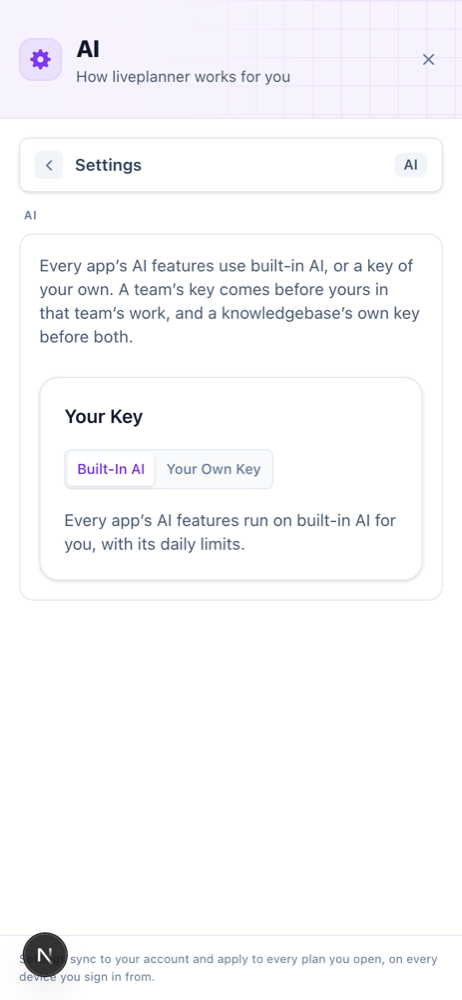 AI
How liveplanner works for you
Settings
AI
AI
Every app’s AI features use built-in AI, or a key of
your own. A team’s key comes before yours in
that team’s work, and a knowledgebase’s own key
before both.
Your Key
Built-In AI
Your Own Key
Every app’s AI features run on built-in AI for
you, with its daily limits.
N
sync to your account and apply to every plan you open, on every
device you sign in from.